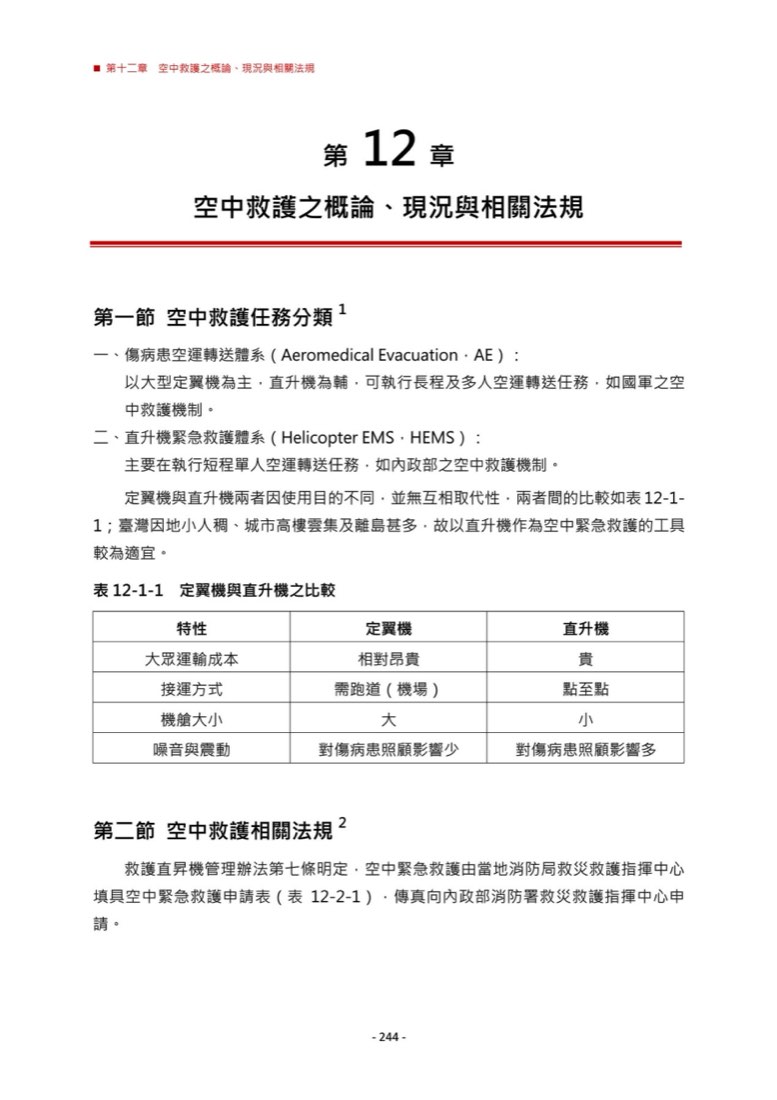 ■ 第十二章 空中救護之概論、現況與相關法規
第 12 章
空中救護之概論、現況與相關法規
第一節 空中救護任務分類 1
一、傷病患空運轉送體系（Aeromedical Evacuation，AE）：
以大型定翼機為主，直升機為輔，可執行長程及多人空運轉送任務，如國軍之空
中救護機制。
二、直升機緊急救護體系（Helicopter EMS，HEMS）：
主要在執行短程單人空運轉送任務，如內政部之空中救護機制。
定翼機與直升機兩者因使用目的不同，並無互相取代性，兩者間的比較如表 12-1-
1；臺灣因地小人稠、城市高樓雲集及離島甚多，故以直升機作為空中緊急救護的工具
較為適宜。
表 12-1-1 定翼機與直升機之比較
特性 定翼機 直升機
大眾運輸成本 相對昂貴 貴
接運方式 需跑道（機場） 點至點
機艙大小 大 小
噪音與震動 對傷病患照顧影響少 對傷病患照顧影響多
第二節 空中救護相關法規 2
救護直昇機管理辦法第七條明定，空中緊急救護由當地消防局救災救護指揮中心
填具空中緊急救護申請表（表 12-2-1），傳真向內政部消防署救災救護指揮中心申
請。
- 244 -